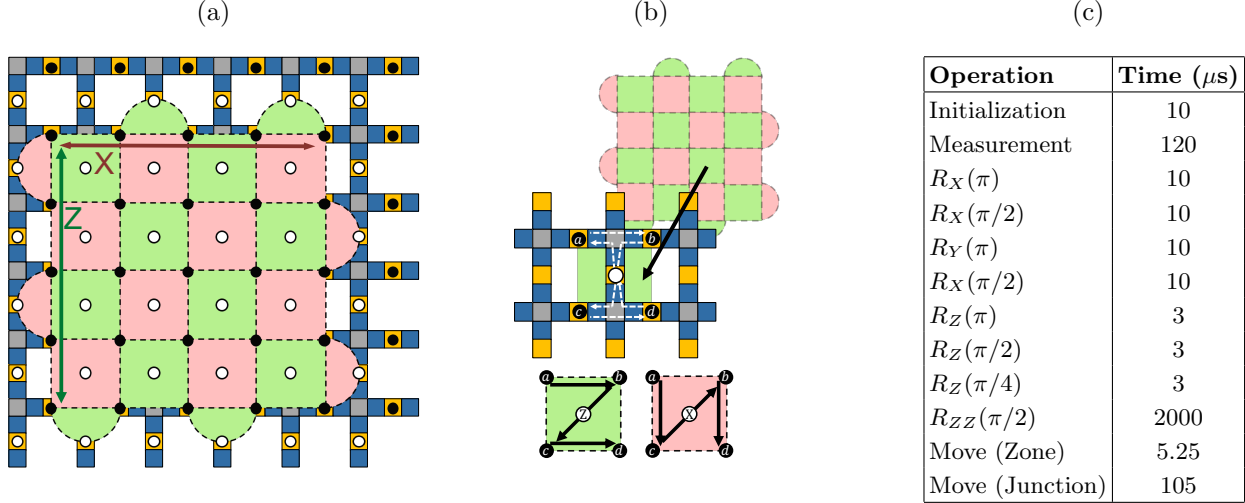 (a)
(b)
(c)
X
Z
a b
c d
a b
Z
c d
a b
X
c d
Operation Time (μs)
Initialization 10
Measurement 120
R_X(π) 10
R_X(π/2) 10
R_Y(π) 10
R_X(π/2) 10
R_Z(π) 3
R_Z(π/2) 3
R_Z(π/4) 3
R_ZZ(π/2) 2000
Move (Zone) 5.25
Move (Junction) 105